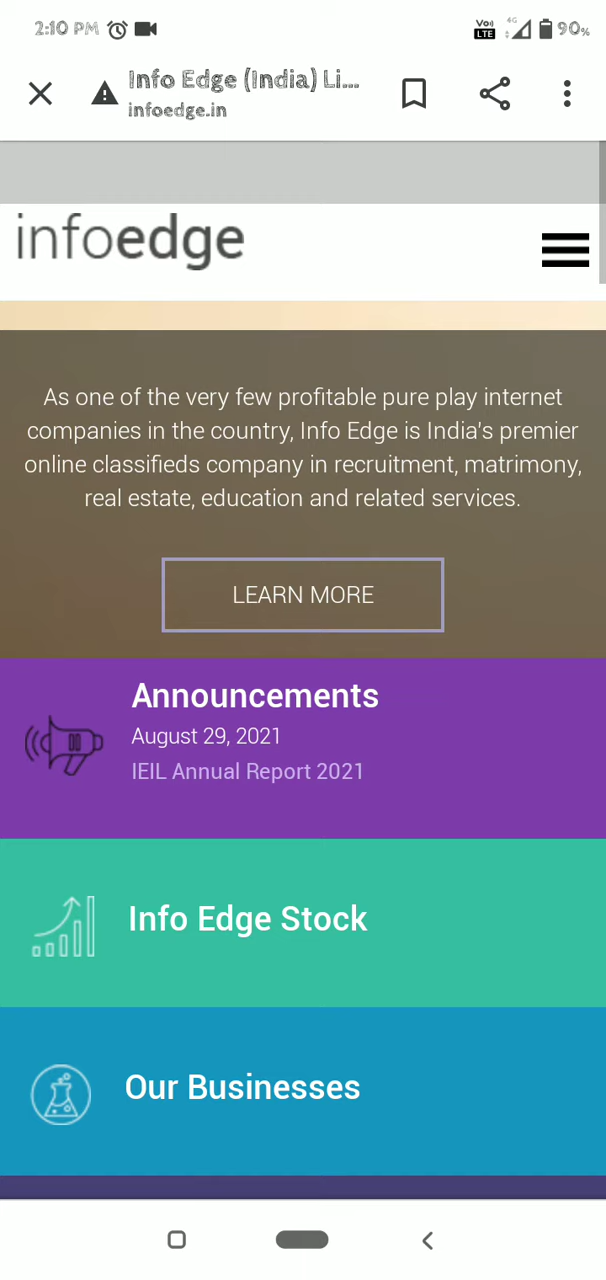 2:10 PM
Vo)
LTE
4G
90%
Info Edge (India) Li...
infoedge.in
infoedge
As one of the very few profitable pure play internet
companies in the country, Info Edge is India's premier
online classifieds company in recruitment, matrimony,
real estate, education and related services.
LEARN MORE
Announcements
August 29, 2021
IEIL Annual Report 2021
Info Edge Stock
Our Businesses